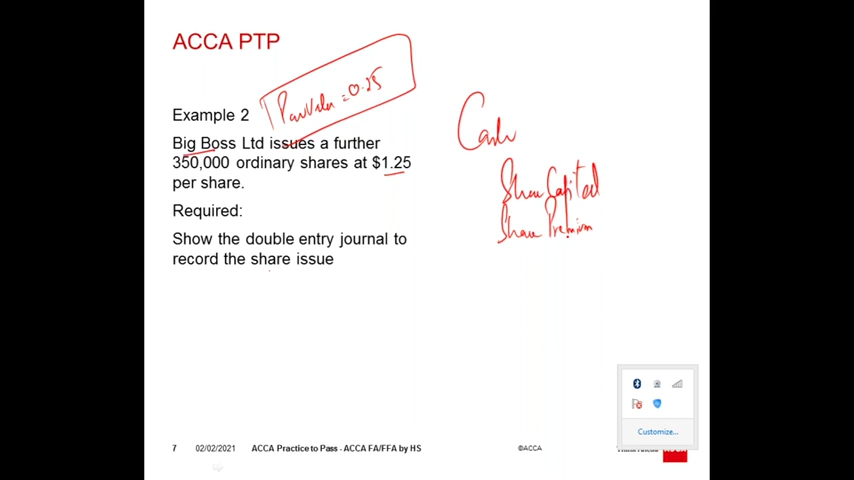 ACCA PTP
Par Value = 0.25
Example 2
Big Boss Ltd issues a further
350,000 ordinary shares at $1.25
per share.
Required:
Show the double entry journal to
record the share issue
Cash
Share Capital
Share Premium
Customize...
7 02/02/2021 ACCA Practice to Pass - ACCA FA/FFA by HS ©ACCA